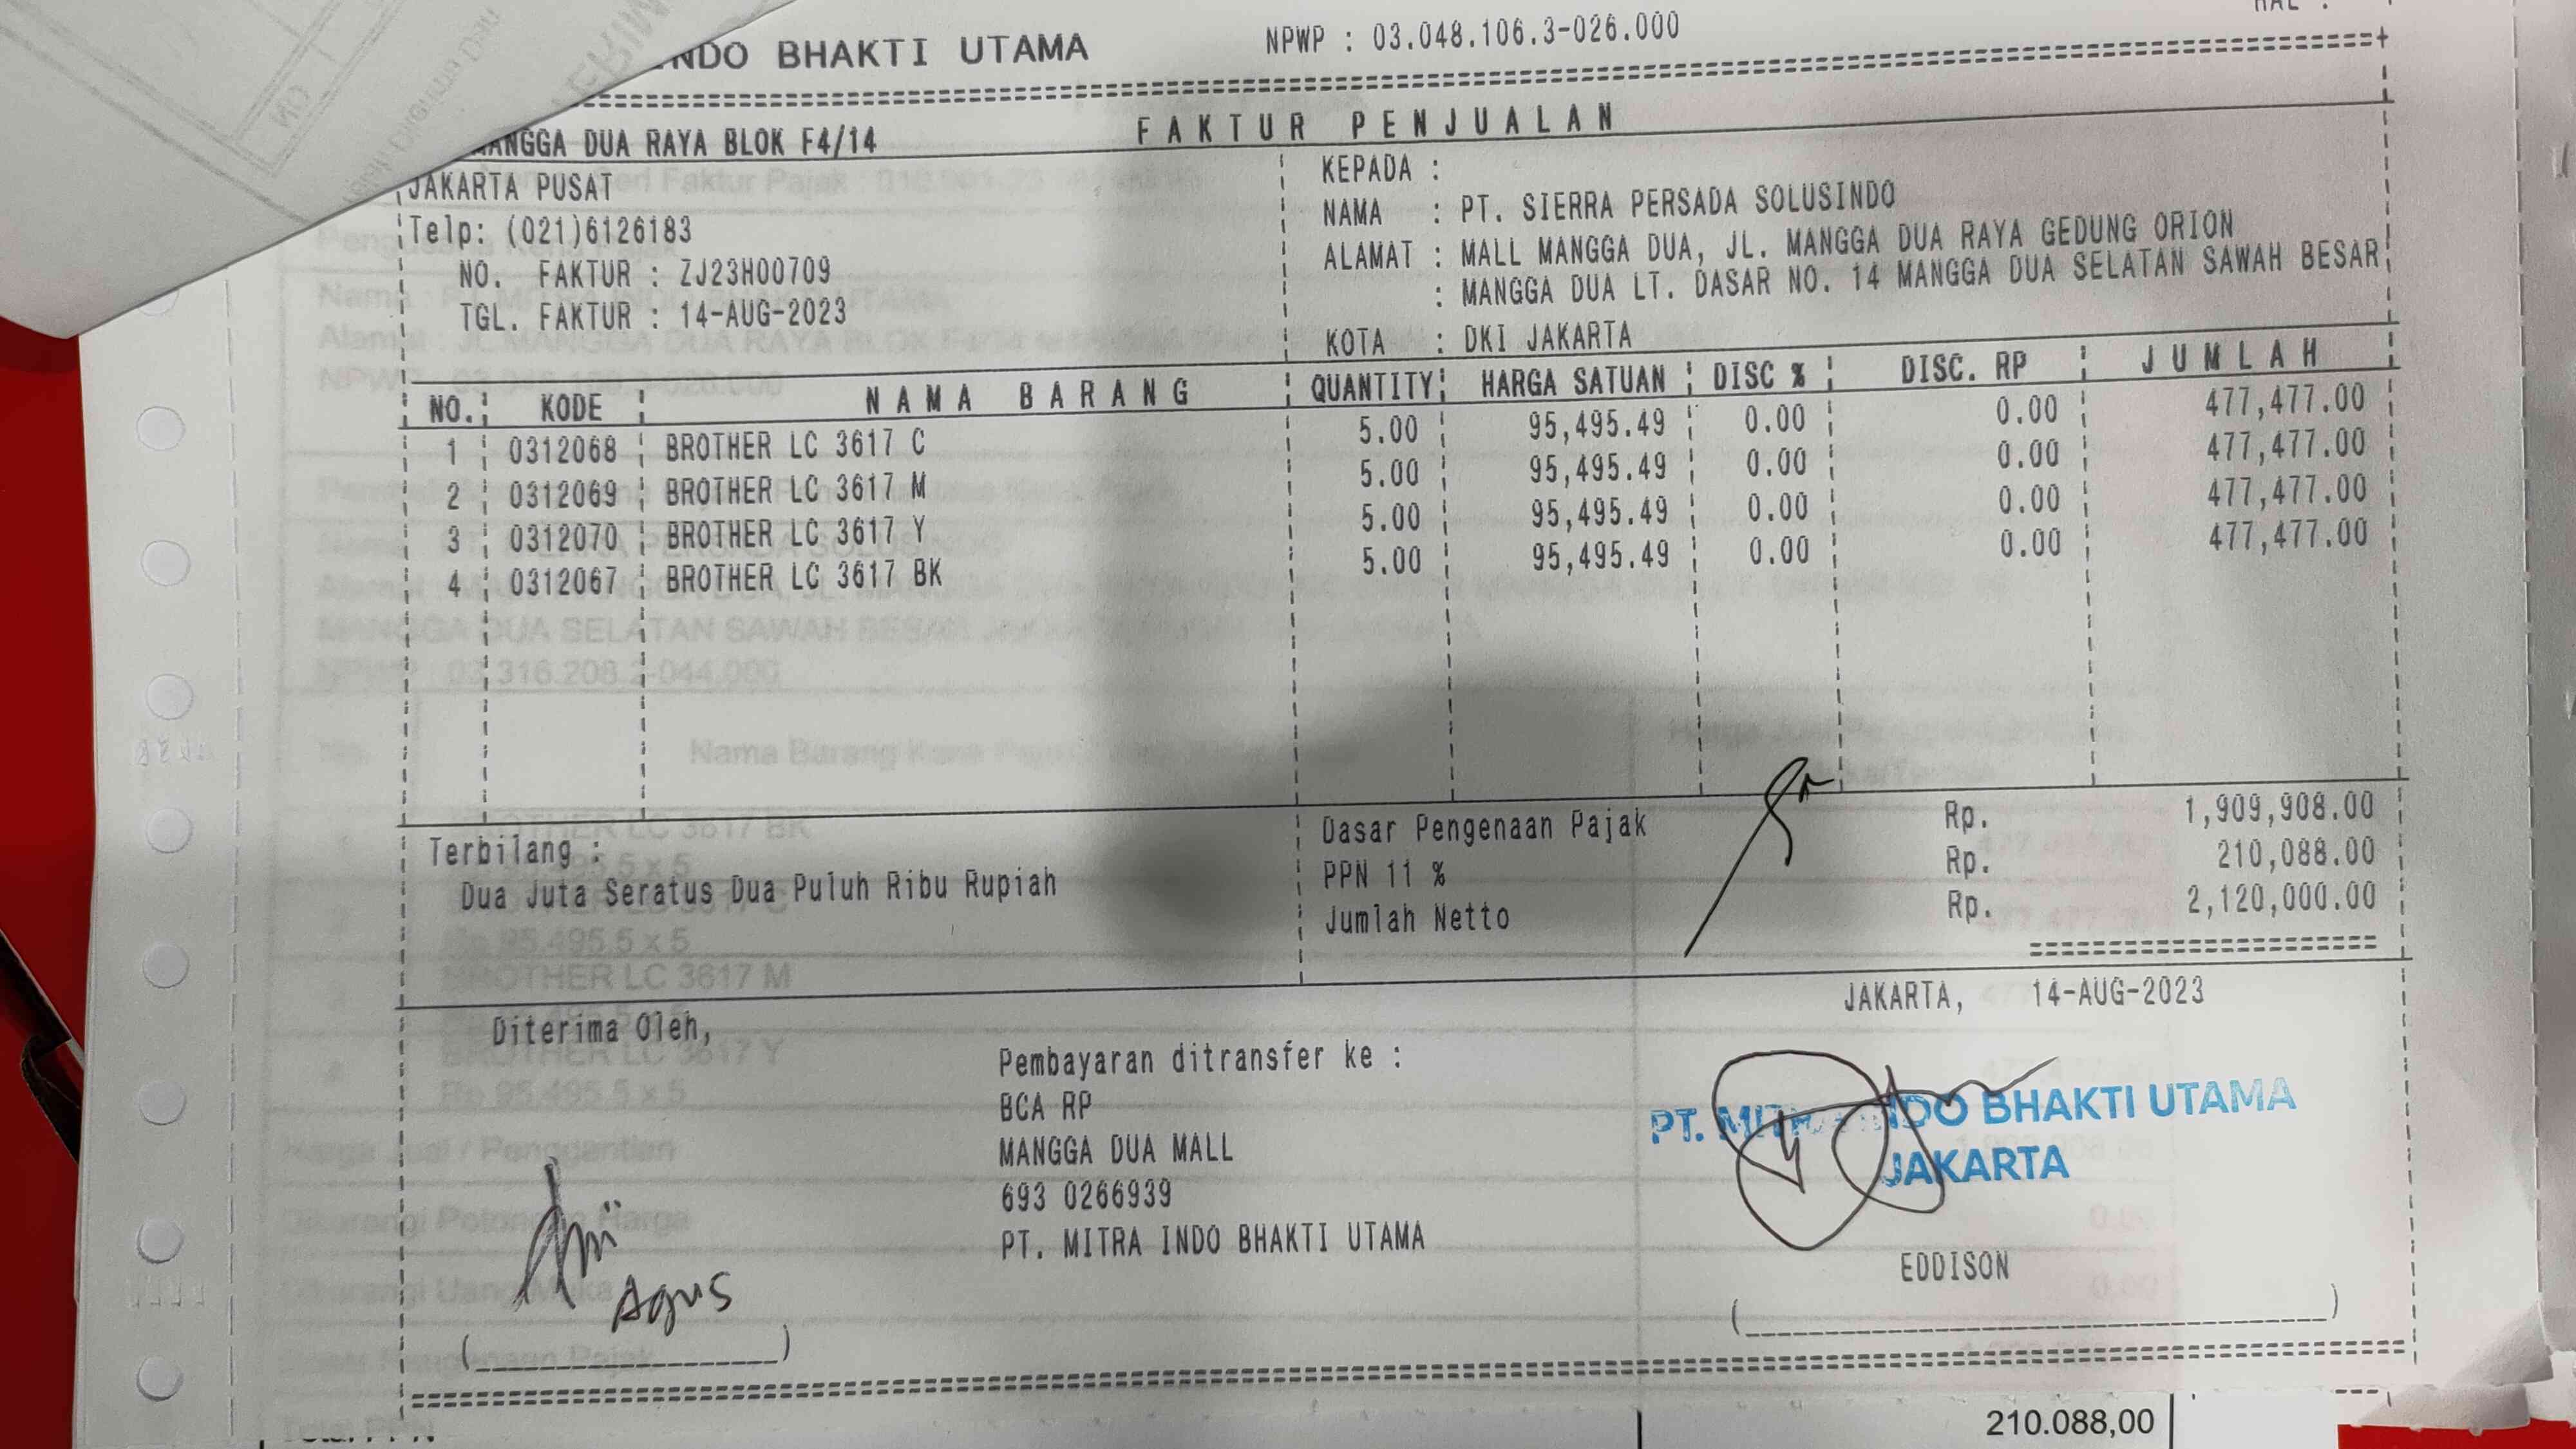 INDO BHAKTI UTAMA
NPWP : 03.048.106.3-026.000
MANGGA DUA RAYA BLOK F4/14
FAKTUR PENJUALAN
JAKARTA PUSAT
Telp: (021)6126183
NO. FAKTUR : ZJ23H00709
TGL. FAKTUR : 14-AUG-2023
KEPADA :
NAMA : PT. SIERRA PERSADA SOLUSINDO
ALAMAT : MALL MANGGA DUA, JL. MANGGA DUA RAYA GEDUNG ORION
: MANGGA DUA LT. DASAR NO. 14 MANGGA DUA SELATAN SAWAH BESAR
KOTA : DKI JAKARTA
NO. KODE NAMA BARANG QUANTITY HARGA SATUAN DISC % DISC. RP JUMLAH
1 0312068 BROTHER LC 3617 C 5.00 95,495.49 0.00 0.00 477,477.00
2 0312069 BROTHER LC 3617 M 5.00 95,495.49 0.00 0.00 477,477.00
3 0312070 BROTHER LC 3617 Y 5.00 95,495.49 0.00 0.00 477,477.00
4 0312067 BROTHER LC 3617 BK 5.00 95,495.49 0.00 0.00 477,477.00
Terbilang :
Dua Juta Seratus Dua Puluh Ribu Rupiah
Dasar Pengenaan Pajak Rp. 1,909,908.00
PPN 11 % Rp. 210,088.00
Jumlah Netto Rp. 2,120,000.00
JAKARTA, 14-AUG-2023
Diterima Oleh,
Agus
Pembayaran ditransfer ke :
BCA RP
MANGGA DUA MALL
693 0266939
PT. MITRA INDO BHAKTI UTAMA
PT. MITRA INDO BHAKTI UTAMA
JAKARTA
EDDISON
210.088,00